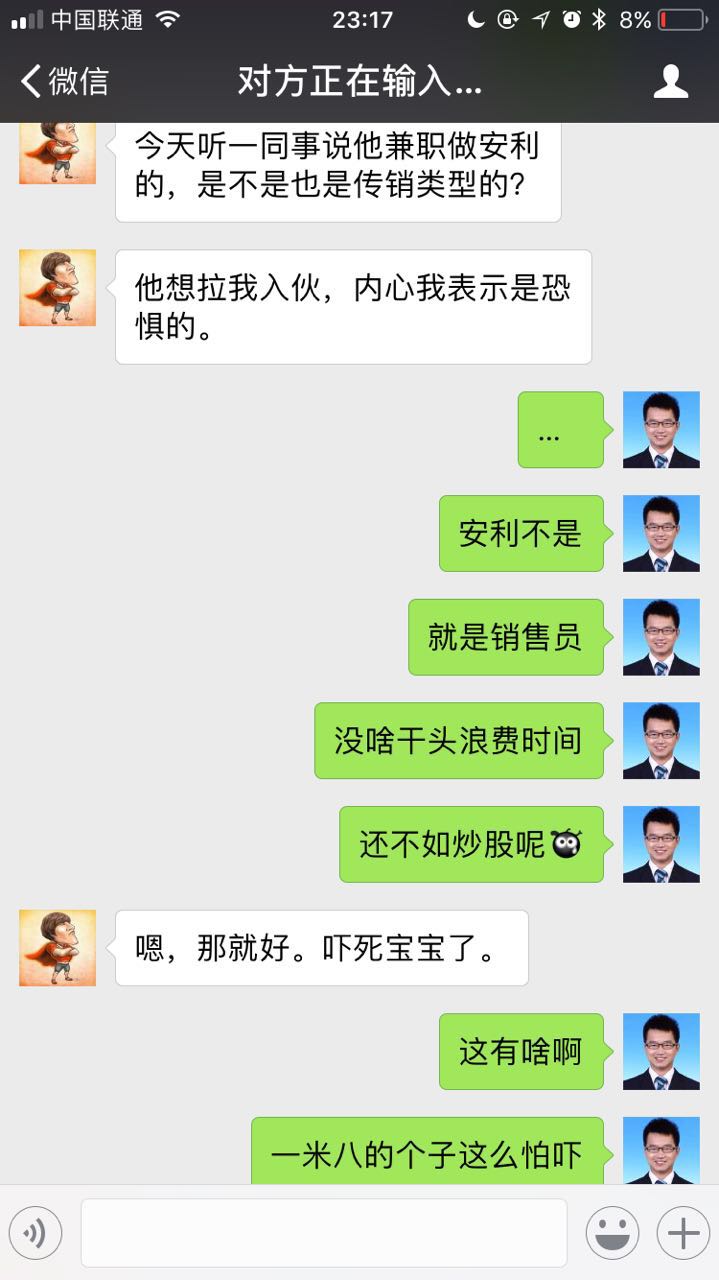 中国联通
23:17
8%
微信
对方正在输入...
今天听一同事说他兼职做安利
的，是不是也是传销类型的?
他想拉我入伙，内心我表示是恐
惧的。
...
安利不是
就是销售员
没啥干头浪费时间
还不如炒股呢
嗯，那就好。吓死宝宝了。
这有啥啊
一米八的个子这么怕吓